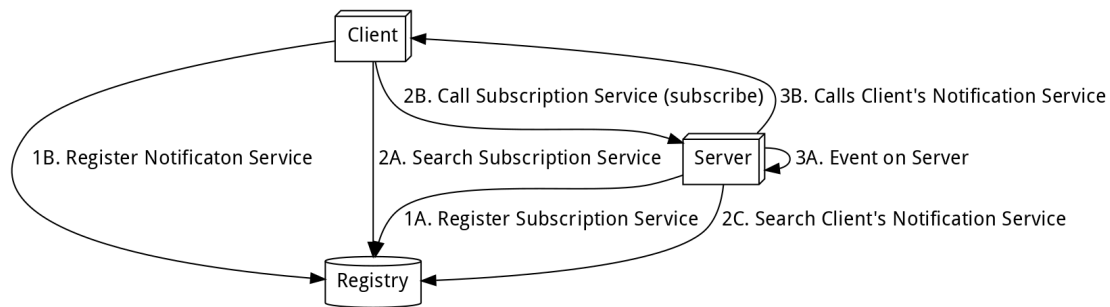 Client
2B. Call Subscription Service (subscribe)
3B. Calls Client's Notification Service
1B. Register Notificaton Service
2A. Search Subscription Service
Server
3A. Event on Server
1A. Register Subscription Service
2C. Search Client's Notification Service
Registry